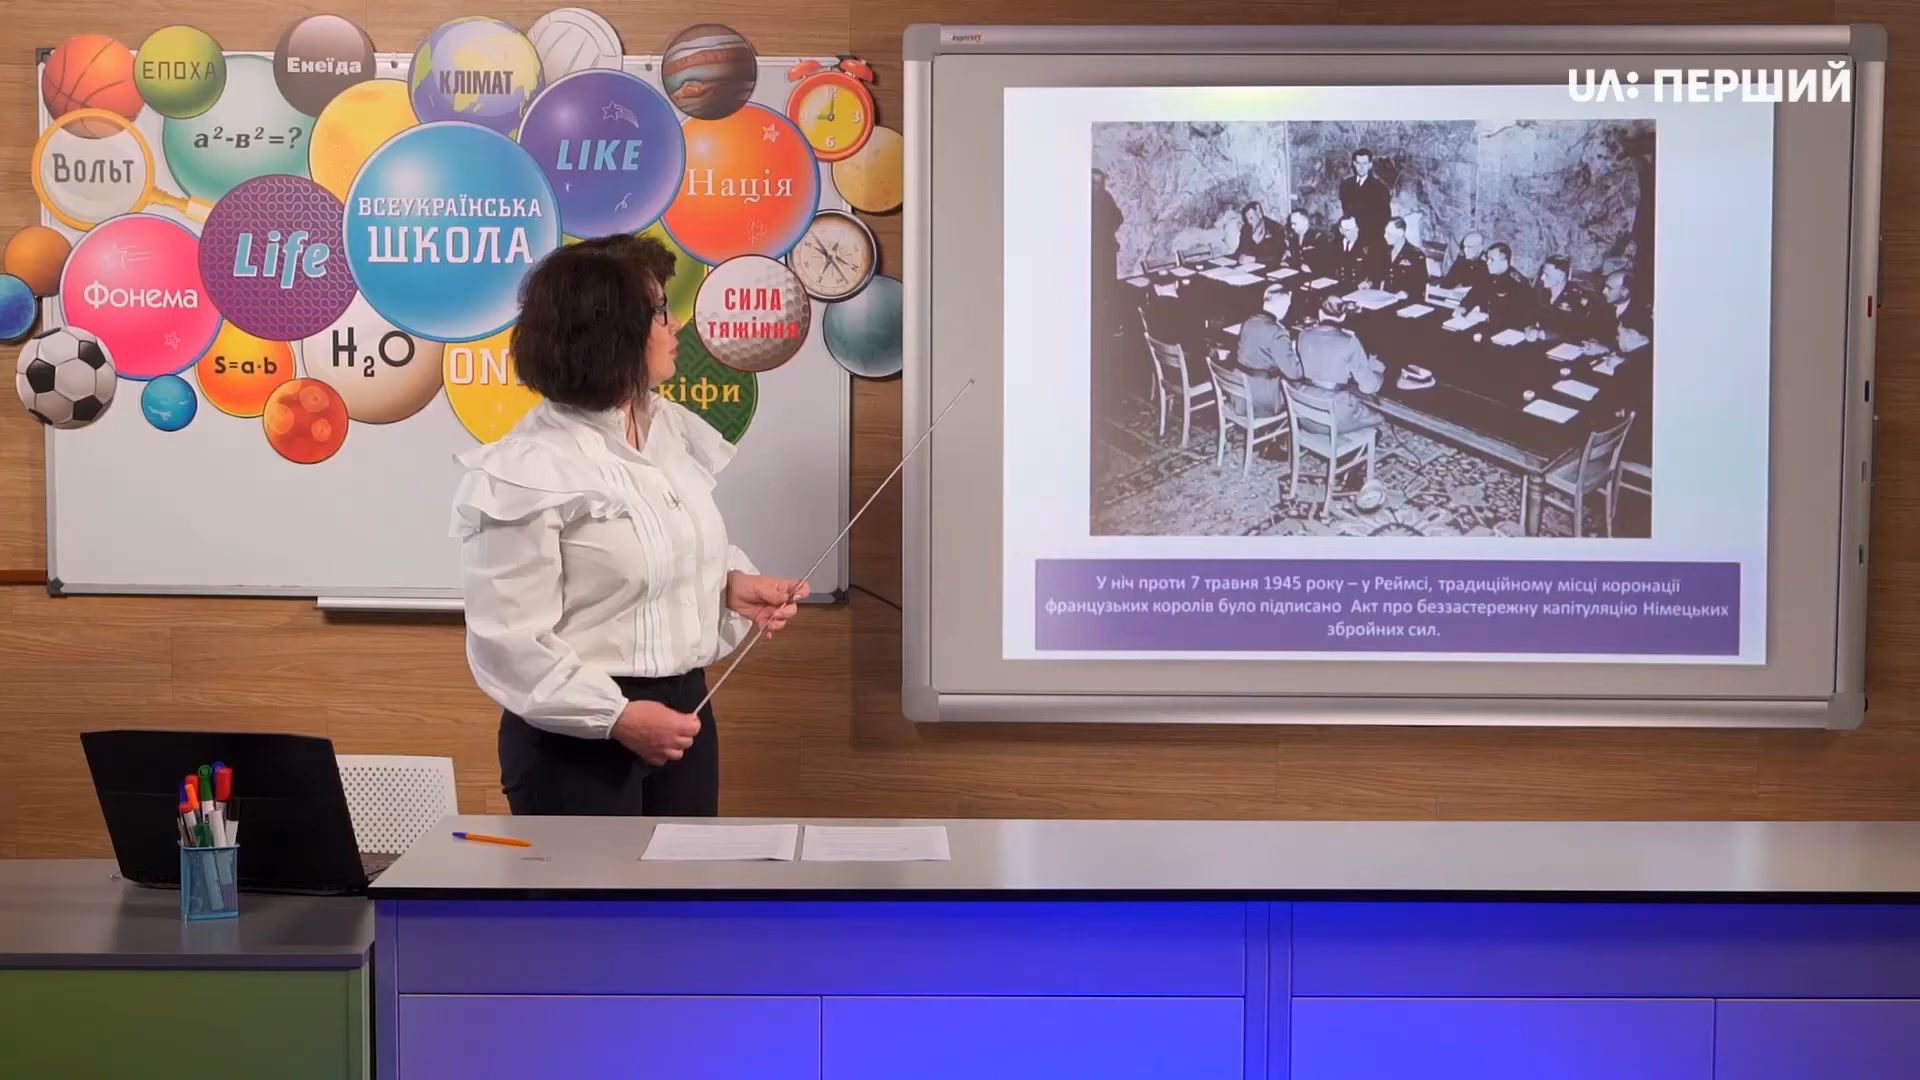 UA: ПЕРШИЙ
ЕПОХА
Енеїда
КЛІМАТ
a²-в²=?
Вольт
LIKE
Нація
ВСЕУКРАЇНСЬКА
ШКОЛА
Life
Фонема
СИЛА
ТЯЖІННЯ
S=a·b
H₂O
кіфи
У ніч проти 7 травня 1945 року – у Реймсі, традиційному місці коронації
французьких королів було підписано Акт про беззастережну капітуляцію Німецьких
збройних сил.